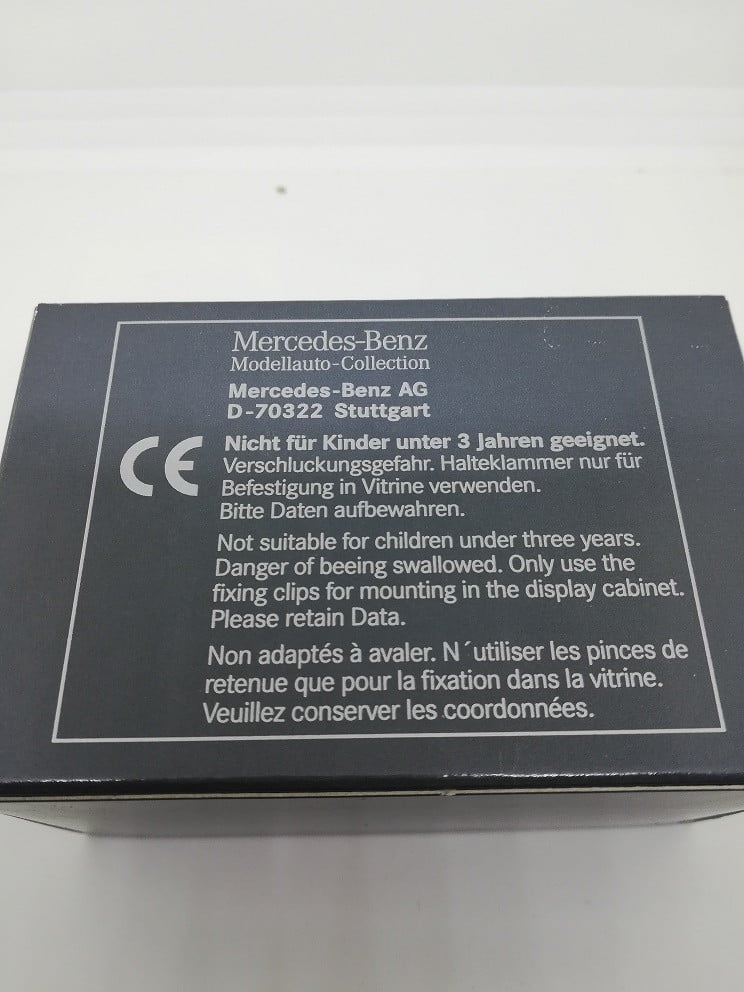 Mercedes-Benz
Modellauto-Collection
Mercedes-Benz AG
D-70322 Stuttgart
CE
Nicht für Kinder unter 3 Jahren geeignet.
Verschluckungsgefahr. Halteklammer nur für
Befestigung in Vitrine verwenden.
Bitte Daten aufbewahren.
Not suitable for children under three years.
Danger of beeing swallowed. Only use the
fixing clips for mounting in the display cabinet.
Please retain Data.
Non adaptés à avaler. N´utiliser les pinces de
retenue que pour la fixation dans la vitrine.
Veuillez conserver les coordonnées.